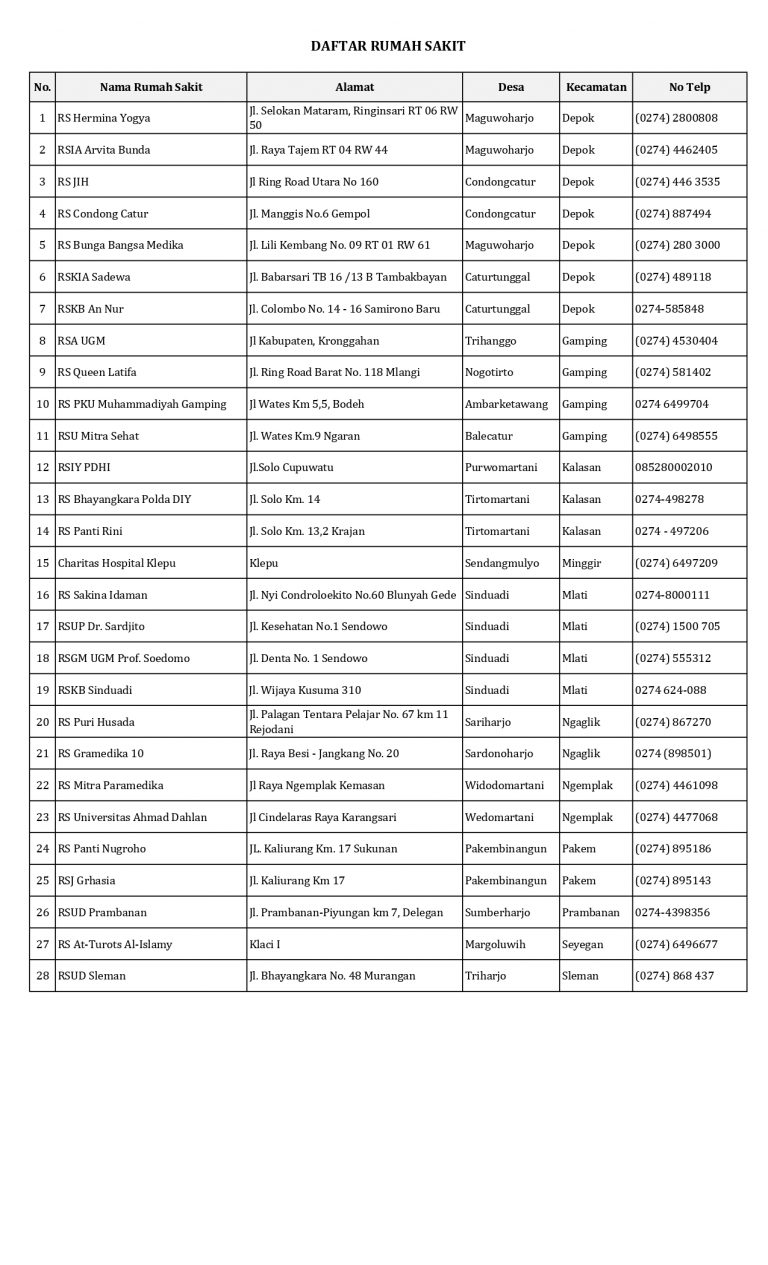 DAFTAR RUMAH SAKIT
No. Nama Rumah Sakit Alamat Desa Kecamatan No Telp
1 RS Hermina Yogya Jl. Selokan Mataram, Ringinsari RT 06 RW 50 Maguwoharjo Depok (0274) 2800808
2 RSIA Arvita Bunda Jl. Raya Tajem RT 04 RW 44 Maguwoharjo Depok (0274) 4462405
3 RS JIH Jl Ring Road Utara No 160 Condongcatur Depok (0274) 446 3535
4 RS Condong Catur Jl. Manggis No.6 Gempol Condongcatur Depok (0274) 887494
5 RS Bunga Bangsa Medika Jl. Lili Kembang No. 09 RT 01 RW 61 Maguwoharjo Depok (0274) 280 3000
6 RSKIA Sadewa Jl. Babarsari TB 16 /13 B Tambakbayan Caturtunggal Depok (0274) 489118
7 RSKB An Nur Jl. Colombo No. 14 - 16 Samirono Baru Caturtunggal Depok 0274-585848
8 RSA UGM Jl Kabupaten, Kronggahan Trihanggo Gamping (0274) 4530404
9 RS Queen Latifa Jl. Ring Road Barat No. 118 Mlangi Nogotirto Gamping (0274) 581402
10 RS PKU Muhammadiyah Gamping Jl Wates Km 5,5, Bodeh Ambarketawang Gamping 0274 6499704
11 RSU Mitra Sehat Jl. Wates Km.9 Ngaran Balecatur Gamping (0274) 6498555
12 RSIY PDHI Jl.Solo Cupuwatu Purwomartani Kalasan 085280002010
13 RS Bhayangkara Polda DIY Jl. Solo Km. 14 Tirtomartani Kalasan 0274-498278
14 RS Panti Rini Jl. Solo Km. 13,2 Krajan Tirtomartani Kalasan 0274 - 497206
15 Charitas Hospital Klepu Klepu Sendangmulyo Minggir (0274) 6497209
16 RS Sakina Idaman Jl. Nyi Condroloekito No.60 Blunyah Gede Sinduadi Mlati 0274-8000111
17 RSUP Dr. Sardjito Jl. Kesehatan No.1 Sendowo Sinduadi Mlati (0274) 1500 705
18 RSGM UGM Prof. Soedomo Jl. Denta No. 1 Sendowo Sinduadi Mlati (0274) 555312
19 RSKB Sinduadi Jl. Wijaya Kusuma 310 Sinduadi Mlati 0274 624-088
20 RS Puri Husada Jl. Palagan Tentara Pelajar No. 67 km 11 Rejodani Sariharjo Ngaglik (0274) 867270
21 RS Gramedika 10 Jl. Raya Besi - Jangkang No. 20 Sardonoharjo Ngaglik 0274 (898501)
22 RS Mitra Paramedika Jl Raya Ngemplak Kemasan Widodomartani Ngemplak (0274) 4461098
23 RS Universitas Ahmad Dahlan Jl Cindelaras Raya Karangsari Wedomartani Ngemplak (0274) 4477068
24 RS Panti Nugroho JL. Kaliurang Km. 17 Sukunan Pakembinangun Pakem (0274) 895186
25 RSJ Grhasia Jl. Kaliurang Km 17 Pakembinangun Pakem (0274) 895143
26 RSUD Prambanan Jl. Prambanan-Piyungan km 7, Delegan Sumberharjo Prambanan 0274-4398356
27 RS At-Turots Al-Islamy Klaci I Margoluwih Seyegan (0274) 6496677
28 RSUD Sleman Jl. Bhayangkara No. 48 Murangan Triharjo Sleman (0274) 868 437